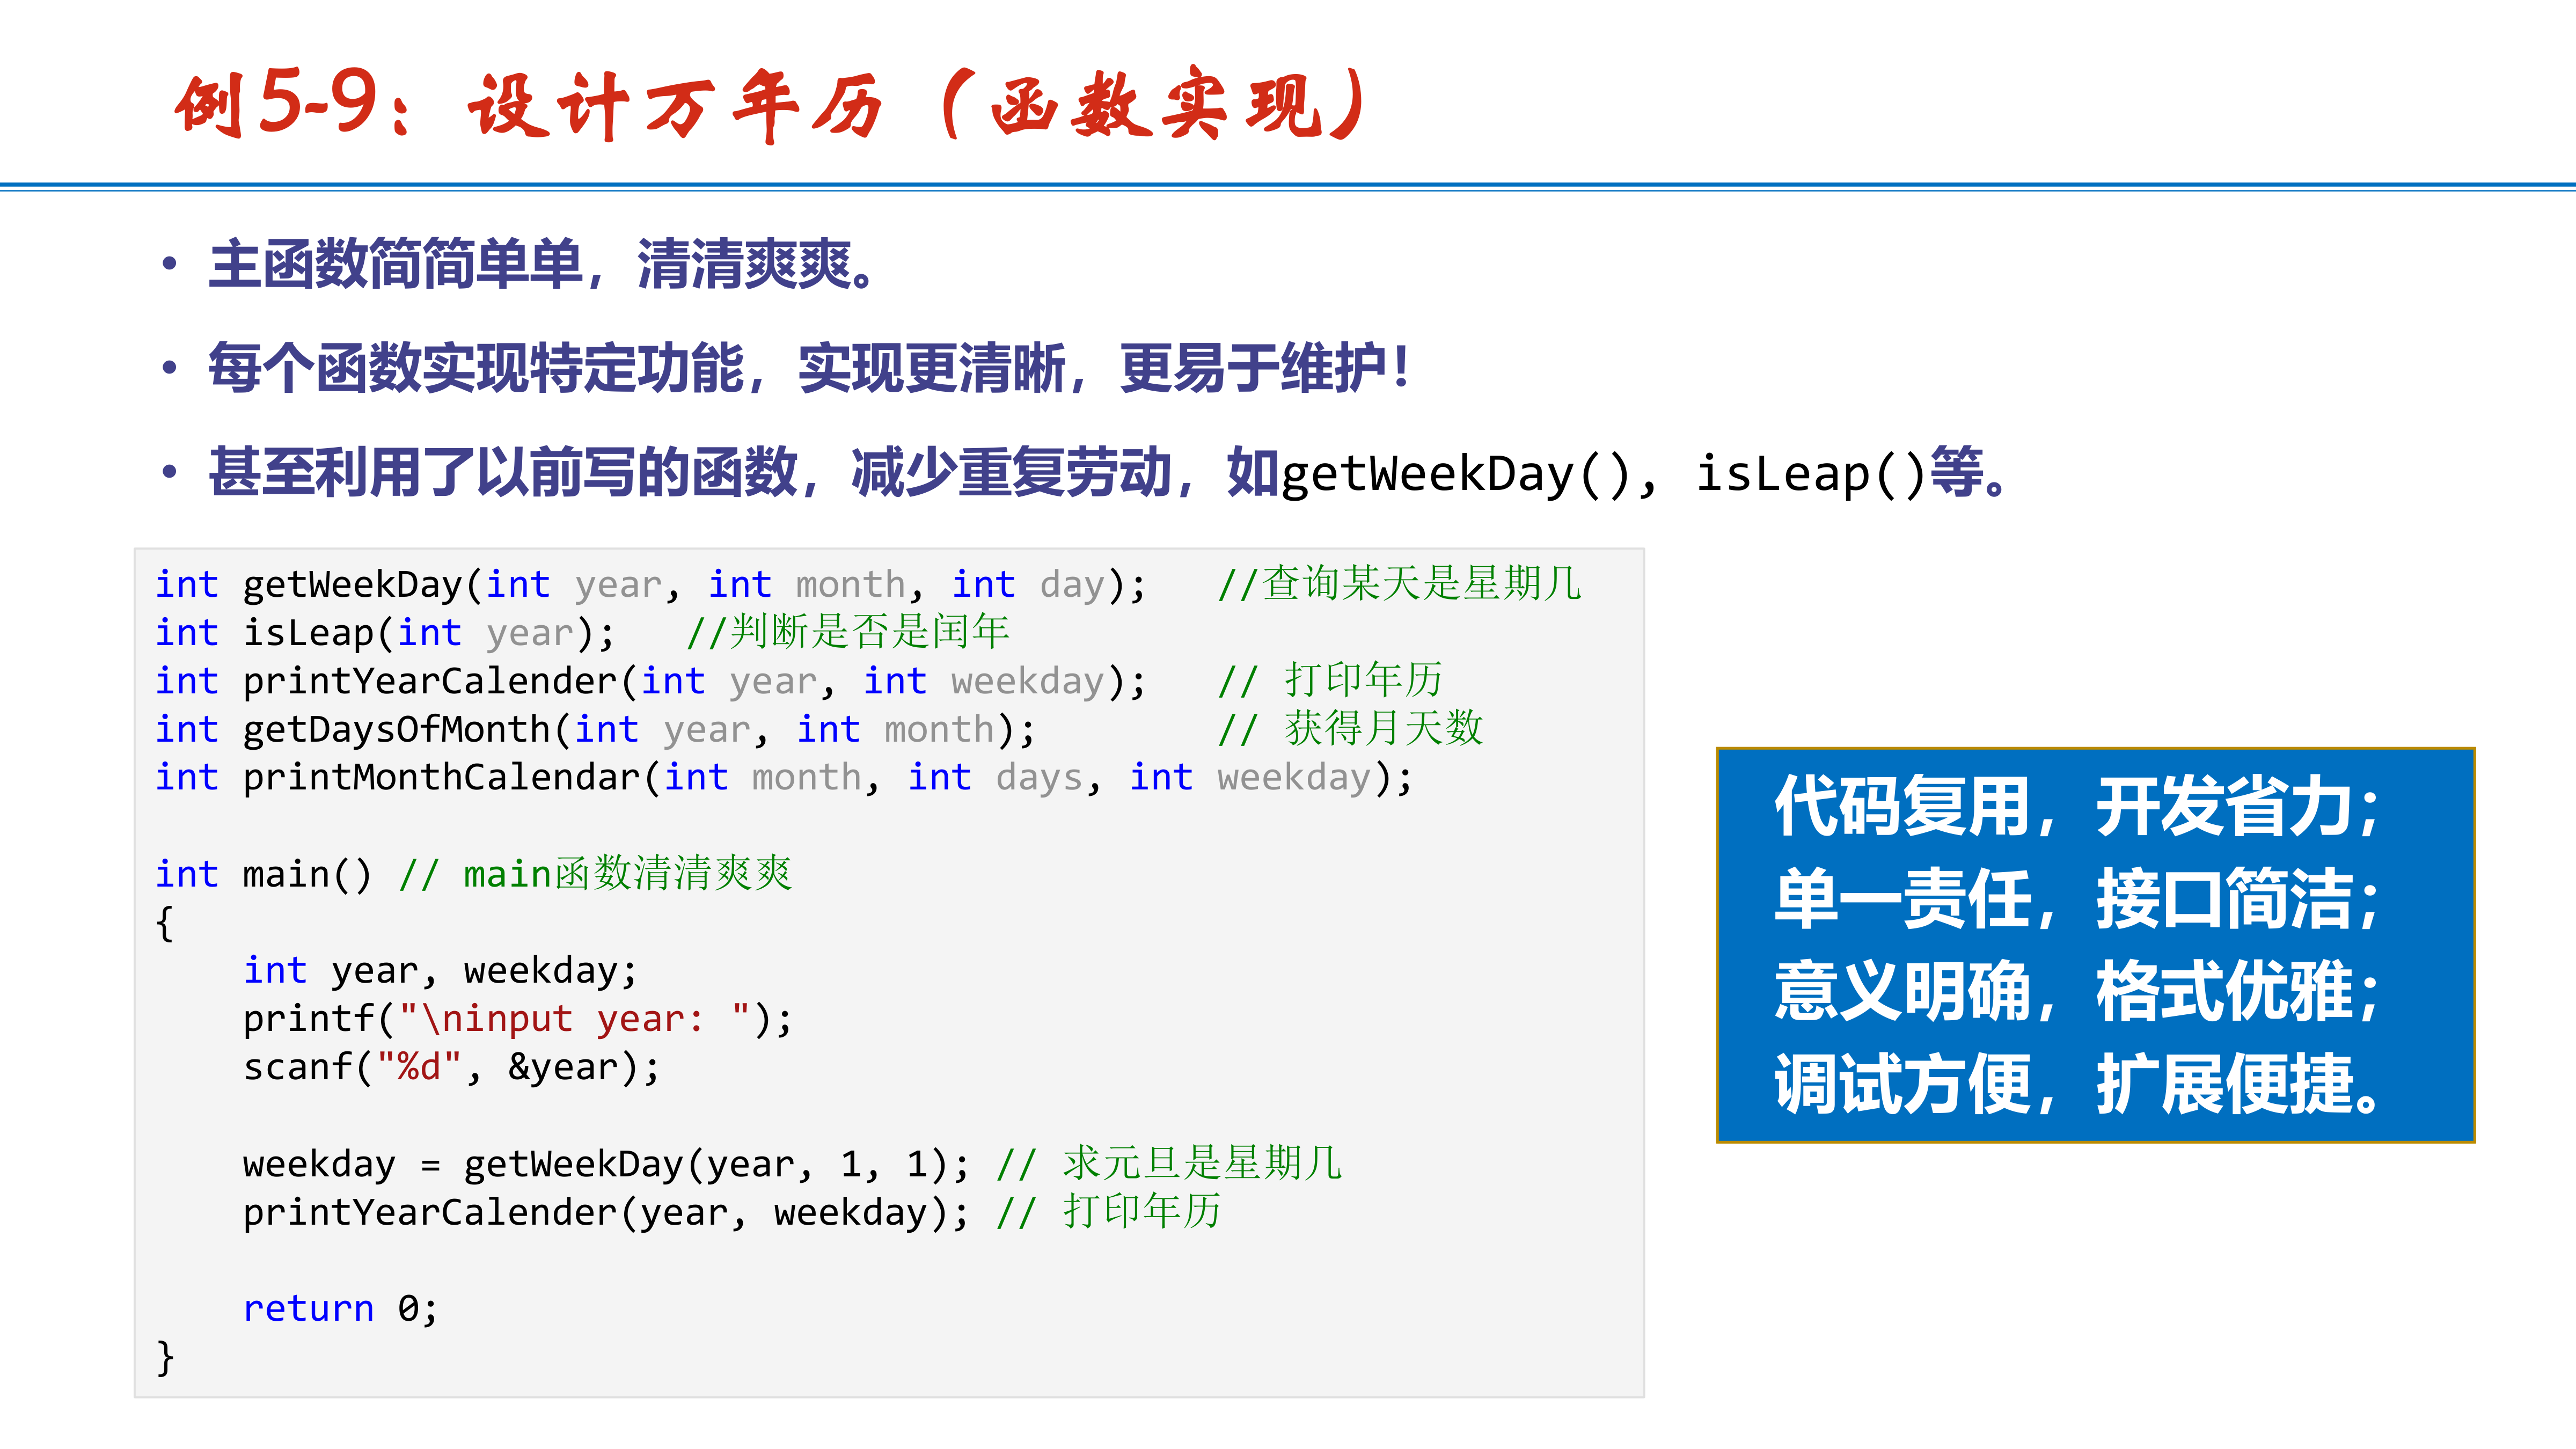 例5-9：设计万年历（函数实现）
• 主函数简简单单，清清爽爽。
• 每个函数实现特定功能，实现更清晰，更易于维护！
• 甚至利用了以前写的函数，减少重复劳动，如getWeekDay(), isLeap()等。
int getWeekDay(int year, int month, int day);   //查询某天是星期几
int isLeap(int year);   //判断是否是闰年
int printYearCalender(int year, int weekday);   // 打印年历
int getDaysOfMonth(int year, int month);        // 获得月天数
int printMonthCalendar(int month, int days, int weekday);
int main() // main函数清清爽爽
{
    int year, weekday;
    printf("\ninput year: ");
    scanf("%d", &year);
    weekday = getWeekDay(year, 1, 1); // 求元旦是星期几
    printYearCalender(year, weekday); // 打印年历
    return 0;
}
代码复用，开发省力；
单一责任，接口简洁；
意义明确，格式优雅；
调试方便，扩展便捷。